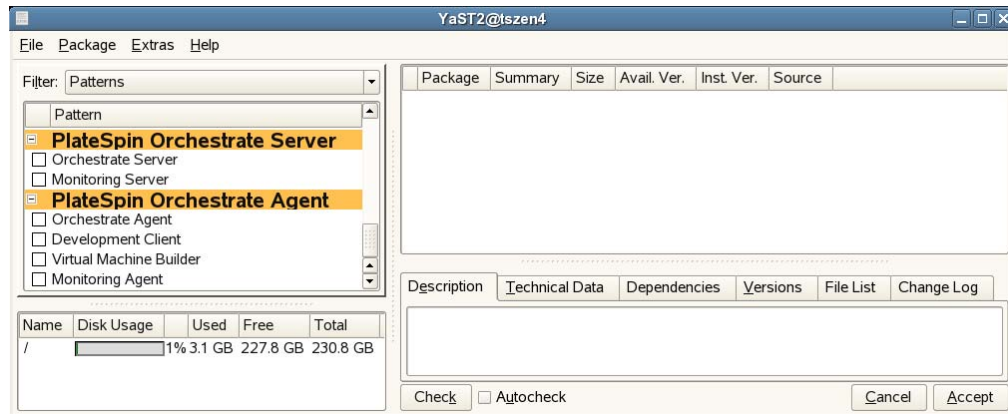 YaST2@tszen4
File Package Extras Help
Filter: Patterns
Pattern
PlateSpin Orchestrate Server
Orchestrate Server
Monitoring Server
PlateSpin Orchestrate Agent
Orchestrate Agent
Development Client
Virtual Machine Builder
Monitoring Agent
Name Disk Usage Used Free Total
/ 1% 3.1 GB 227.8 GB 230.8 GB
Package Summary Size Avail. Ver. Inst. Ver. Source
Description Technical Data Dependencies Versions File List Change Log
Check Autocheck Cancel Accept